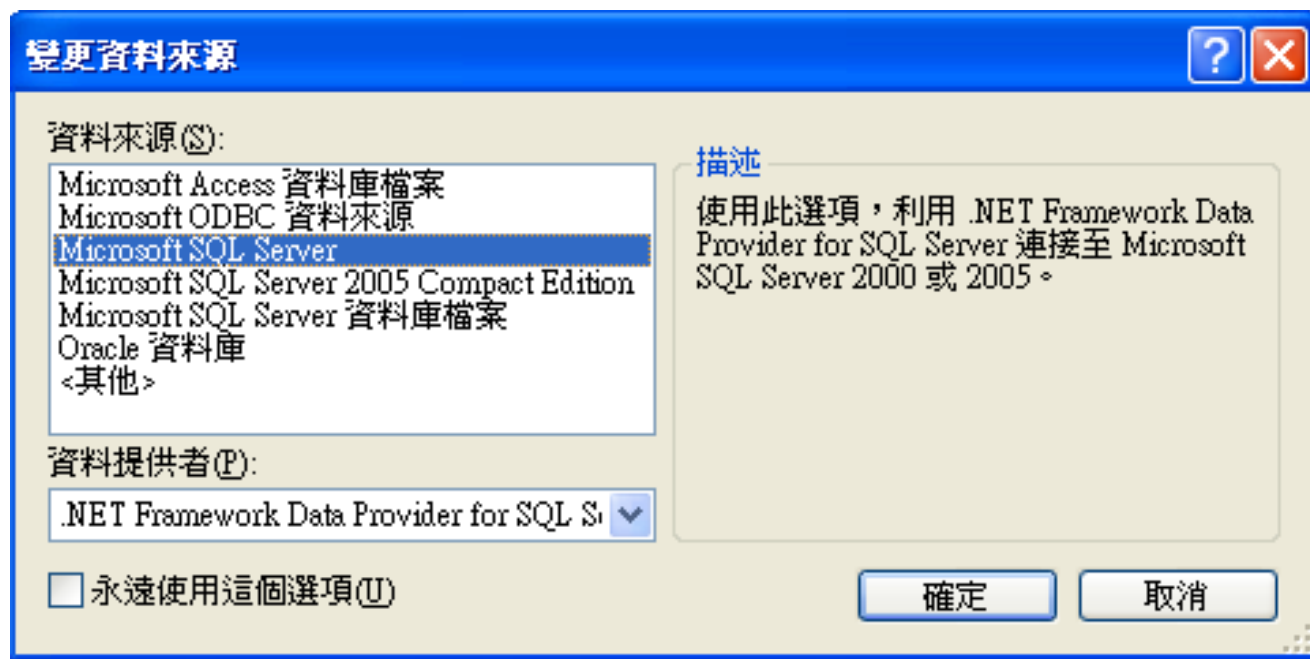 變更資料來源
資料來源(S):
Microsoft Access 資料庫檔案
Microsoft ODBC 資料來源
Microsoft SQL Server
Microsoft SQL Server 2005 Compact Edition
Microsoft SQL Server 資料庫檔案
Oracle 資料庫
<其他>
資料提供者(P):
.NET Framework Data Provider for SQL S
永遠使用這個選項(U)
描述
使用此選項，利用 .NET Framework Data
Provider for SQL Server 連接至 Microsoft
SQL Server 2000 或 2005。
確定
取消